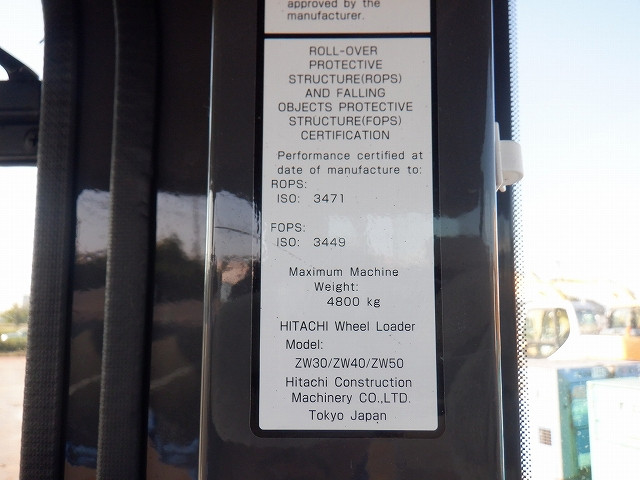 approved by the
manufacturer.
ROLL-OVER
PROTECTIVE
STRUCTURE(ROPS)
AND FALLING
OBJECTS PROTECTIVE
STRUCTURE(FOPS)
CERTIFICATION
Performance certified at
date of manufacture to:
ROPS:
ISO: 3471
FOPS:
ISO: 3449
Maximum Machine
Weight:
4800 kg
HITACHI Wheel Loader
Model:
ZW30/ZW40/ZW50
Hitachi Construction
Machinery CO.,LTD.
Tokyo Japan